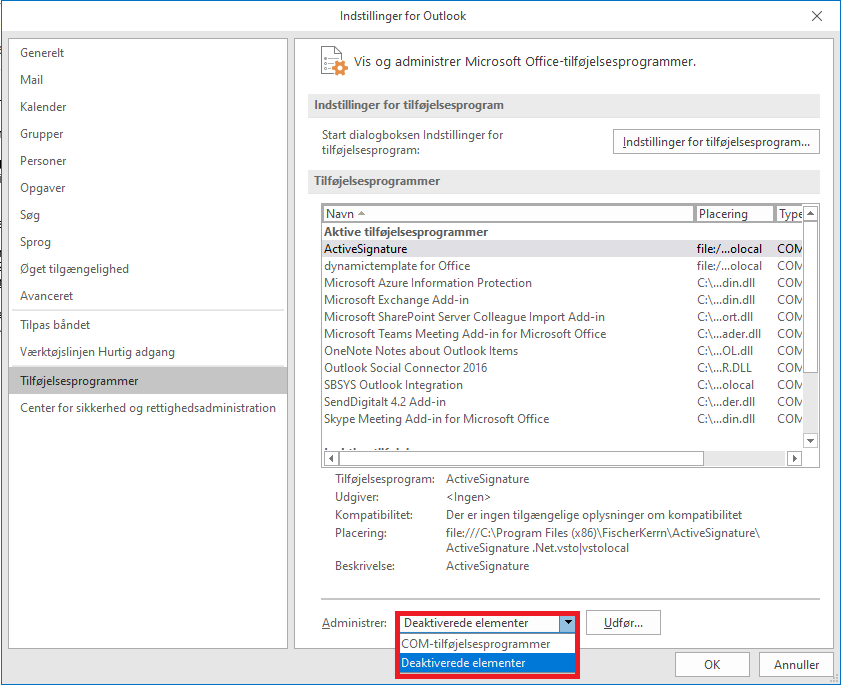 Indstillinger for Outlook
Generelt
Mail
Kalender
Grupper
Personer
Opgaver
Søg
Sprog
Øget tilgængelighed
Avanceret
Tilpas båndet
Værktøjslinjen Hurtig adgang
Tilføjelsesprogrammer
Center for sikkerhed og rettighedsadministration
Vis og administrer Microsoft Office-tilføjelsesprogrammer.
Indstillinger for tilføjelsesprogram
Start dialogboksen Indstillinger for
tilføjelsesprogram:
Indstillinger for tilføjelsesprogram...
Tilføjelsesprogrammer
Navn Placering Type
Aktive tilføjelsesprogrammer
ActiveSignature file:/...olocal COM
dynamictemplate for Office file:/...olocal COM
Microsoft Azure Information Protection C:\...din.dll COM
Microsoft Exchange Add-in C:\...din.dll COM
Microsoft SharePoint Server Colleague Import Add-in C:\...ort.dll COM
Microsoft Teams Meeting Add-in for Microsoft Office C:\...ader.dll COM
OneNote Notes about Outlook Items C:\...OL.dll COM
Outlook Social Connector 2016 C:\...R.DLL COM
SBSYS Outlook Integration C:\...olocal COM
SendDigitalt 4.2 Add-in C:\...der.dll COM
Skype Meeting Add-in for Microsoft Office C:\...din.dll COM
Tilføjelsesprogram: ActiveSignature
Udgiver: <Ingen>
Kompatibilitet: Der er ingen tilgængelige oplysninger om kompatibilitet
Placering: file:///C:\Program Files (x86)\FischerKerrn\ActiveSignature\
ActiveSignature .Net.vsto|vstolocal
Beskrivelse: ActiveSignature
Administrer: Deaktiverede elementer Udfør...
COM-tilføjelsesprogrammer
Deaktiverede elementer
OK Annuller